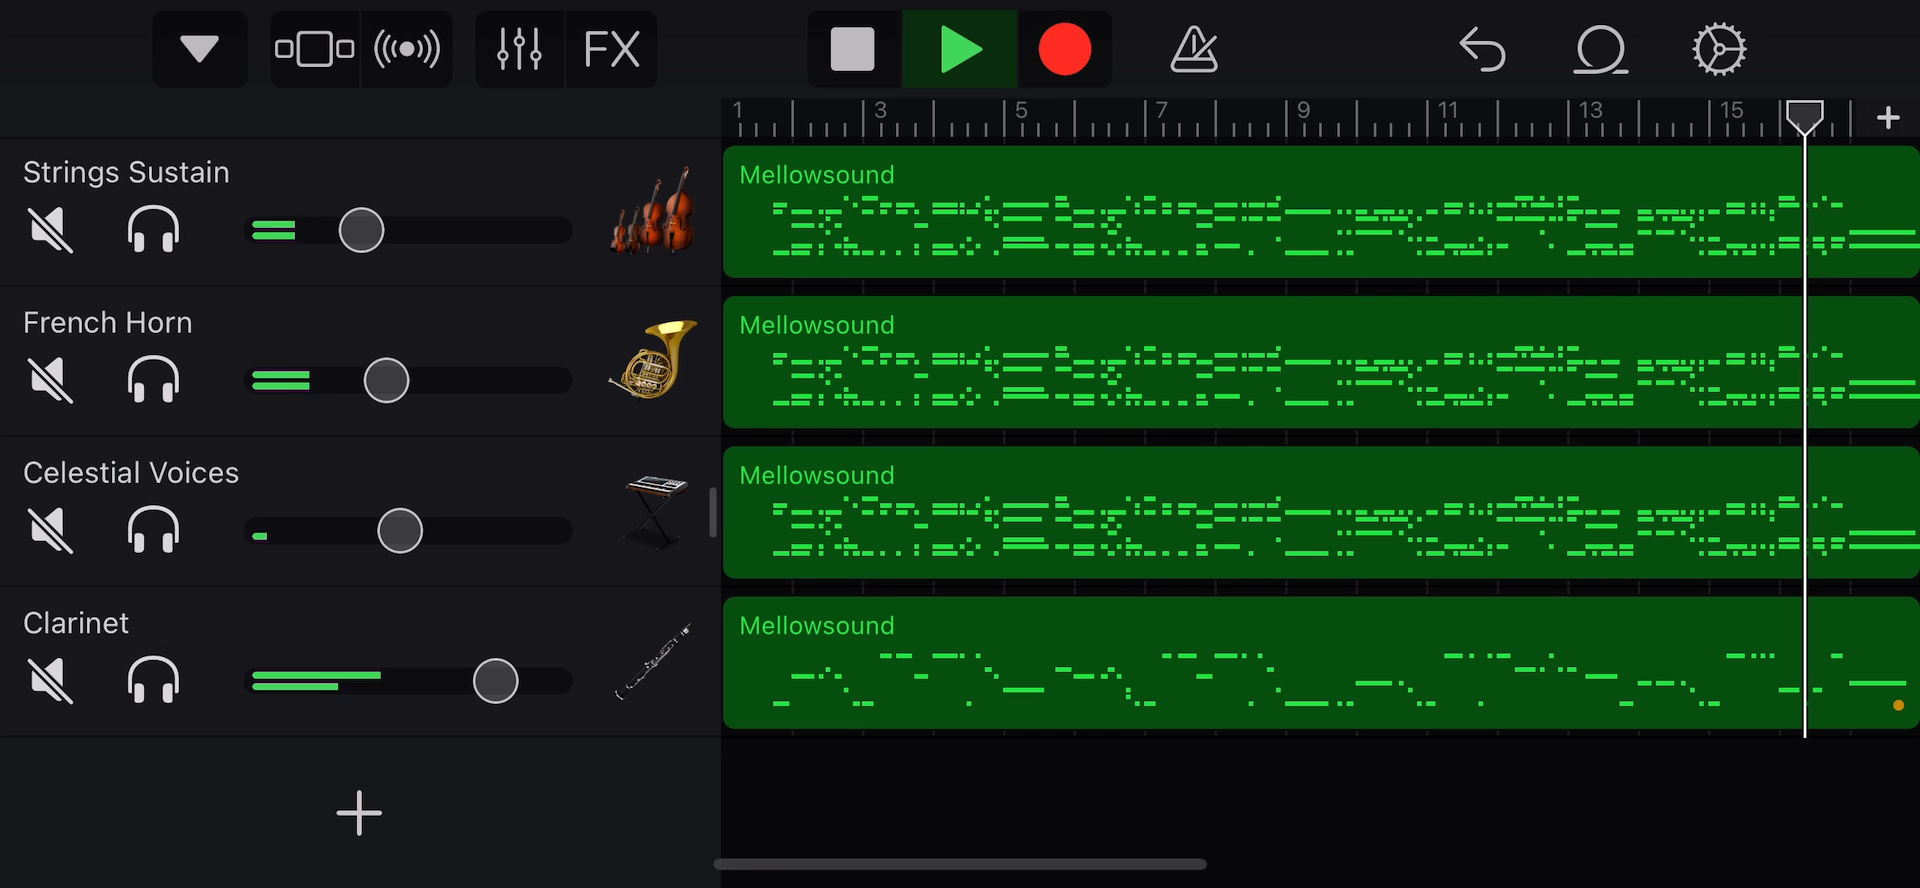 FX
1 3 5 7 9 11 13 15
Strings Sustain
Mellowsound
French Horn
Mellowsound
Celestial Voices
Mellowsound
Clarinet
Mellowsound